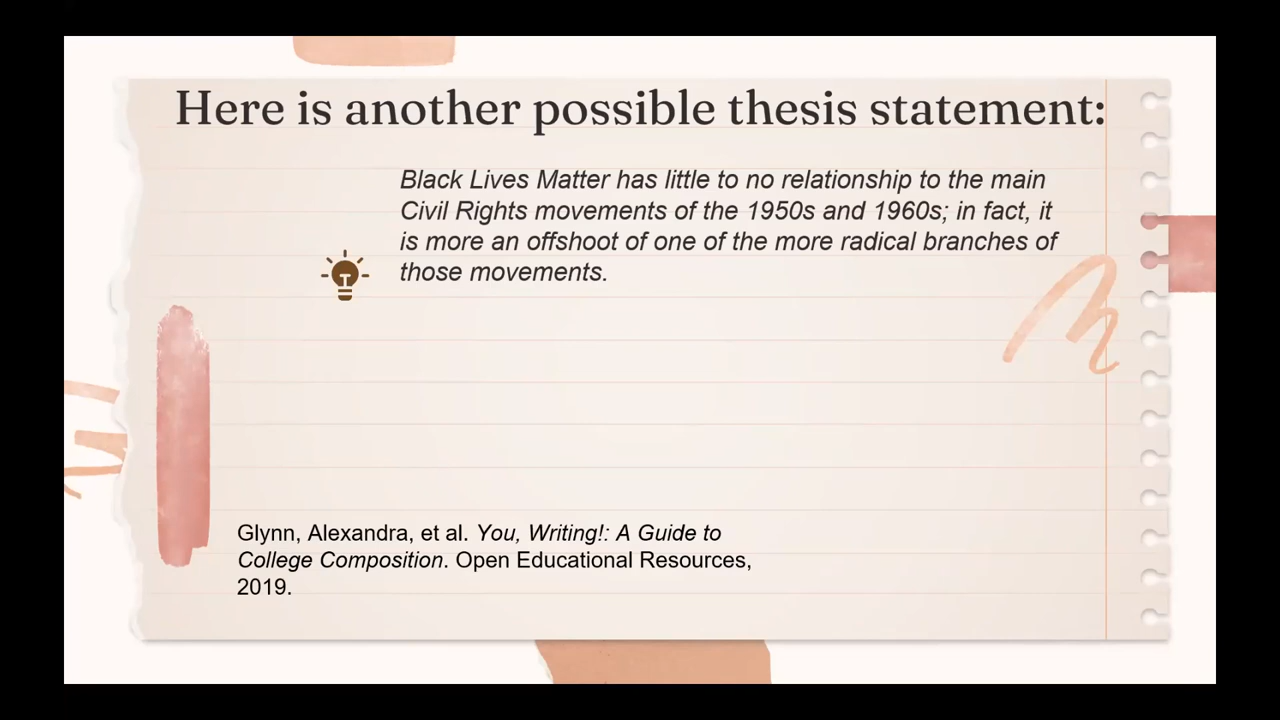 Here is another possible thesis statement:
Black Lives Matter has little to no relationship to the main
Civil Rights movements of the 1950s and 1960s; in fact, it
is more an offshoot of one of the more radical branches of
those movements.
Glynn, Alexandra, et al. You, Writing!: A Guide to
College Composition. Open Educational Resources,
2019.